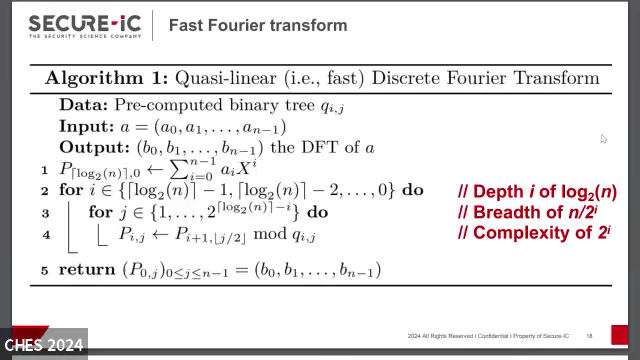 SECURE-IC
THE SECURITY SCIENCE COMPANY
Fast Fourier transform
Algorithm 1: Quasi-linear (i.e., fast) Discrete Fourier Transform
Data: Pre-computed binary tree q_{i,j}
Input: a = (a_0, a_1, . . . , a_{n−1})
Output: (b_0, b_1, . . . , b_{n−1}) the DFT of a
1 P_{⌈log_2(n)⌉,0} ← ∑_{i=0}^{n−1} a_i X^i
2 for i ∈ {⌈log_2(n)⌉ − 1, ⌈log_2(n)⌉ − 2, . . . , 0} do // Depth i of log_2(n)
3 for j ∈ {1, . . . , 2^{⌈log_2(n)⌉−i}} do // Breadth of n/2^i
4 P_{i,j} ← P_{i+1,⌊j/2⌋} mod q_{i,j} // Complexity of 2^i
5 return (P_{0,j})_{0≤j≤n−1} = (b_0, b_1, . . . , b_{n−1})
2024 All Rights Reserved I Confidential I Property of Secure-IC 18
CHES 2024